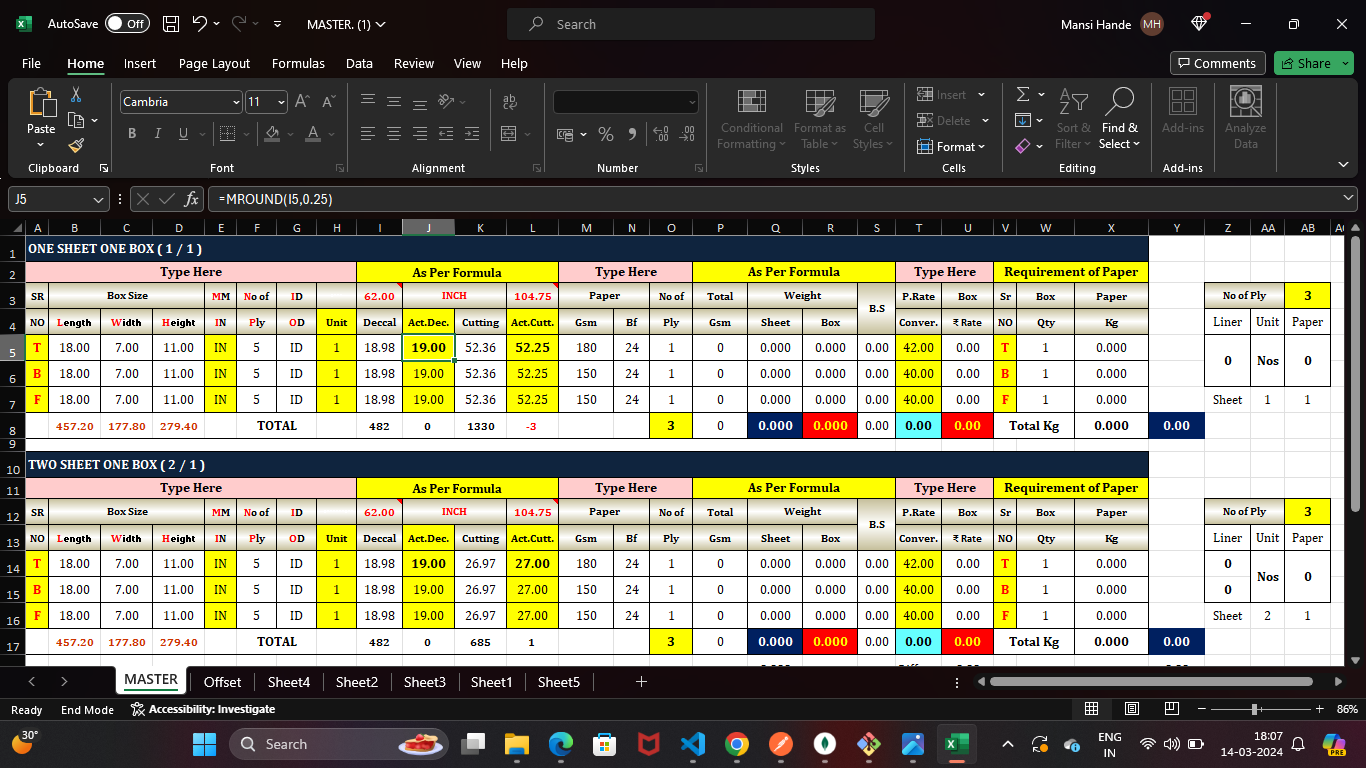 AutoSave Off MASTER. (1) Search Mansi Hande MH
File Home Insert Page Layout Formulas Data Review View Help Comments Share
Paste Cambria 11 A A Conditional Formatting Format as Table Cell Styles Insert Delete Format Sort & Filter Find & Select Add-ins Analyze Data
B I U A ab % 9
Clipboard Font Alignment Number Styles Cells Editing Add-ins
J5 fx =MROUND(I5,0.25)
A B C D E F G H I J K L M N O P Q R S T U V W X Y Z AA AB
1 ONE SHEET ONE BOX ( 1 / 1 )
2 Type Here As Per Formula Type Here As Per Formula Type Here Requirement of Paper
3 SR Box Size MM No of ID 62.00 INCH 104.75 Paper No of Total Weight B.S P.Rate Box Sr Box Paper No of Ply 3
4 NO Length Width Height IN Ply OD Unit Deccal Act.Dec. Cutting Act.Cutt. Gsm Bf Ply Gsm Sheet Box Conver. ₹ Rate NO Qty Kg Liner Unit Paper
5 T 18.00 7.00 11.00 IN 5 ID 1 18.98 19.00 52.36 52.25 180 24 1 0 0.000 0.000 0.00 42.00 0.00 T 1 0.000 0 Nos 0
6 B 18.00 7.00 11.00 IN 5 ID 1 18.98 19.00 52.36 52.25 150 24 1 0 0.000 0.000 0.00 40.00 0.00 B 1 0.000
7 F 18.00 7.00 11.00 IN 5 ID 1 18.98 19.00 52.36 52.25 150 24 1 0 0.000 0.000 0.00 40.00 0.00 F 1 0.000 Sheet 1 1
8 457.20 177.80 279.40 TOTAL 482 0 1330 -3 3 0 0.000 0.000 0.00 0.00 0.00 Total Kg 0.000 0.00
9
10 TWO SHEET ONE BOX ( 2 / 1 )
11 Type Here As Per Formula Type Here As Per Formula Type Here Requirement of Paper
12 SR Box Size MM No of ID 62.00 INCH 104.75 Paper No of Total Weight B.S P.Rate Box Sr Box Paper No of Ply 3
13 NO Length Width Height IN Ply OD Unit Deccal Act.Dec. Cutting Act.Cutt. Gsm Bf Ply Gsm Sheet Box Conver. ₹ Rate NO Qty Kg Liner Unit Paper
14 T 18.00 7.00 11.00 IN 5 ID 1 18.98 19.00 26.97 27.00 180 24 1 0 0.000 0.000 0.00 42.00 0.00 T 1 0.000 0 Nos 0
15 B 18.00 7.00 11.00 IN 5 ID 1 18.98 19.00 26.97 27.00 150 24 1 0 0.000 0.000 0.00 40.00 0.00 B 1 0.000 0
16 F 18.00 7.00 11.00 IN 5 ID 1 18.98 19.00 26.97 27.00 150 24 1 0 0.000 0.000 0.00 40.00 0.00 F 1 0.000 Sheet 2 1
17 457.20 177.80 279.40 TOTAL 482 0 685 1 3 0 0.000 0.000 0.00 0.00 0.00 Total Kg 0.000 0.00
MASTER Offset Sheet4 Sheet2 Sheet3 Sheet1 Sheet5
Ready End Mode Accessibility: Investigate 86%
30° Search ENG IN 18:07 14-03-2024 PRE